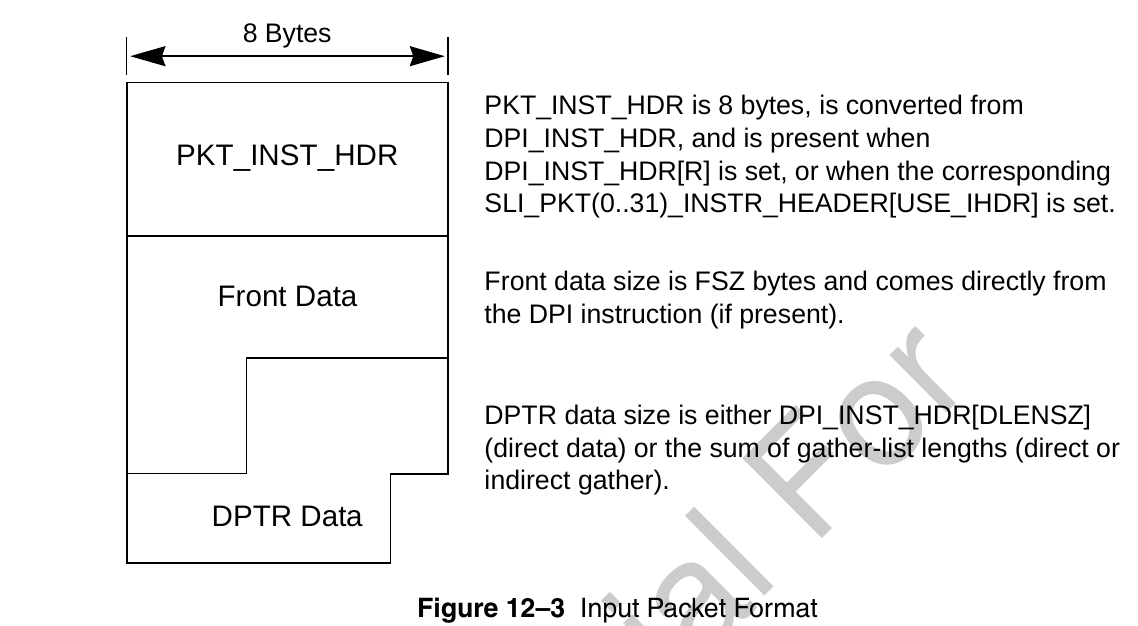 8 Bytes
PKT_INST_HDR
PKT_INST_HDR is 8 bytes, is converted from
DPI_INST_HDR, and is present when
DPI_INST_HDR[R] is set, or when the corresponding
SLI_PKT(0..31)_INSTR_HEADER[USE_IHDR] is set.
Front Data
Front data size is FSZ bytes and comes directly from
the DPI instruction (if present).
DPTR data size is either DPI_INST_HDR[DLENSZ]
(direct data) or the sum of gather-list lengths (direct or
indirect gather).
DPTR Data
Figure 12–3 Input Packet Format
For